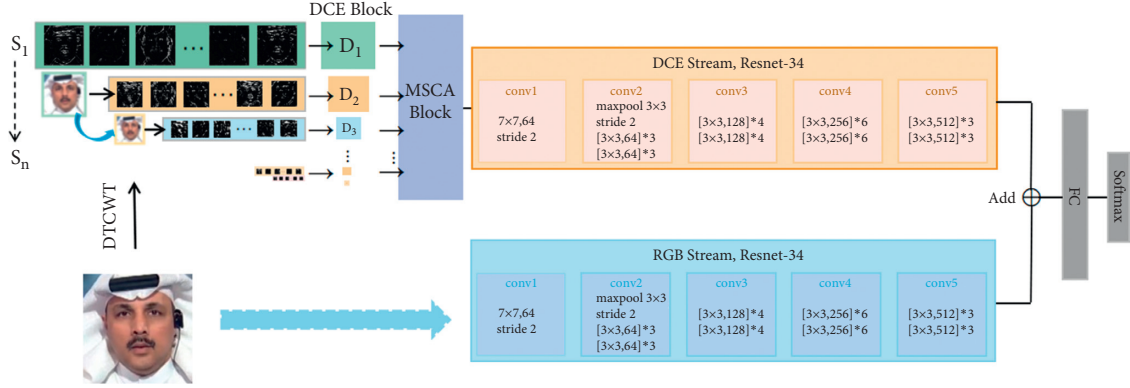 DCE Block
S1
D1
D2
D3
Sn
MSCA
Block
DTCWT
DCE Stream, Resnet-34
conv1
7×7,64
stride 2
conv2
maxpool 3×3
stride 2
[3×3,64]*3
[3×3,64]*3
conv3
[3×3,128]*4
[3×3,128]*4
conv4
[3×3,256]*6
[3×3,256]*6
conv5
[3×3,512]*3
[3×3,512]*3
Add
FC
Softmax
RGB Stream, Resnet-34
conv1
7×7,64
stride 2
conv2
maxpool 3×3
stride 2
[3×3,64]*3
[3×3,64]*3
conv3
[3×3,128]*4
[3×3,128]*4
conv4
[3×3,256]*6
[3×3,256]*6
conv5
[3×3,512]*3
[3×3,512]*3